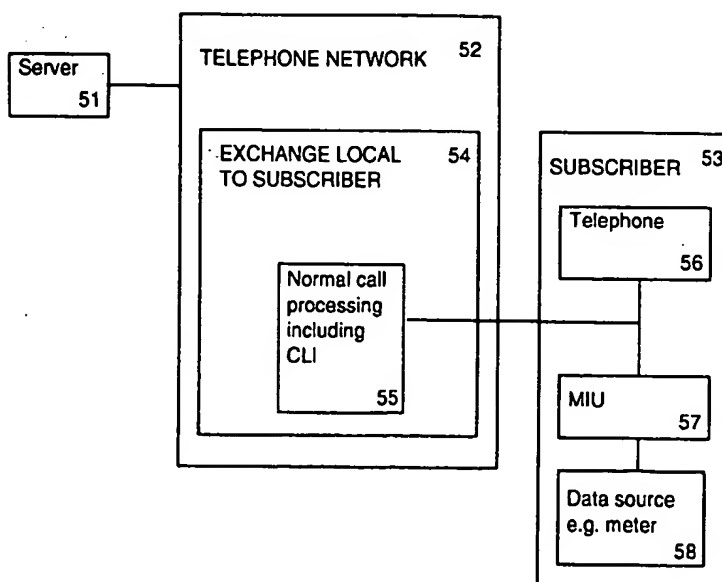 Server
51
TELEPHONE NETWORK 52
EXCHANGE LOCAL 54
TO SUBSCRIBER
Normal call
processing
including
CLI
55
SUBSCRIBER 53
Telephone
56
MIU
57
Data source
e.g. meter
58